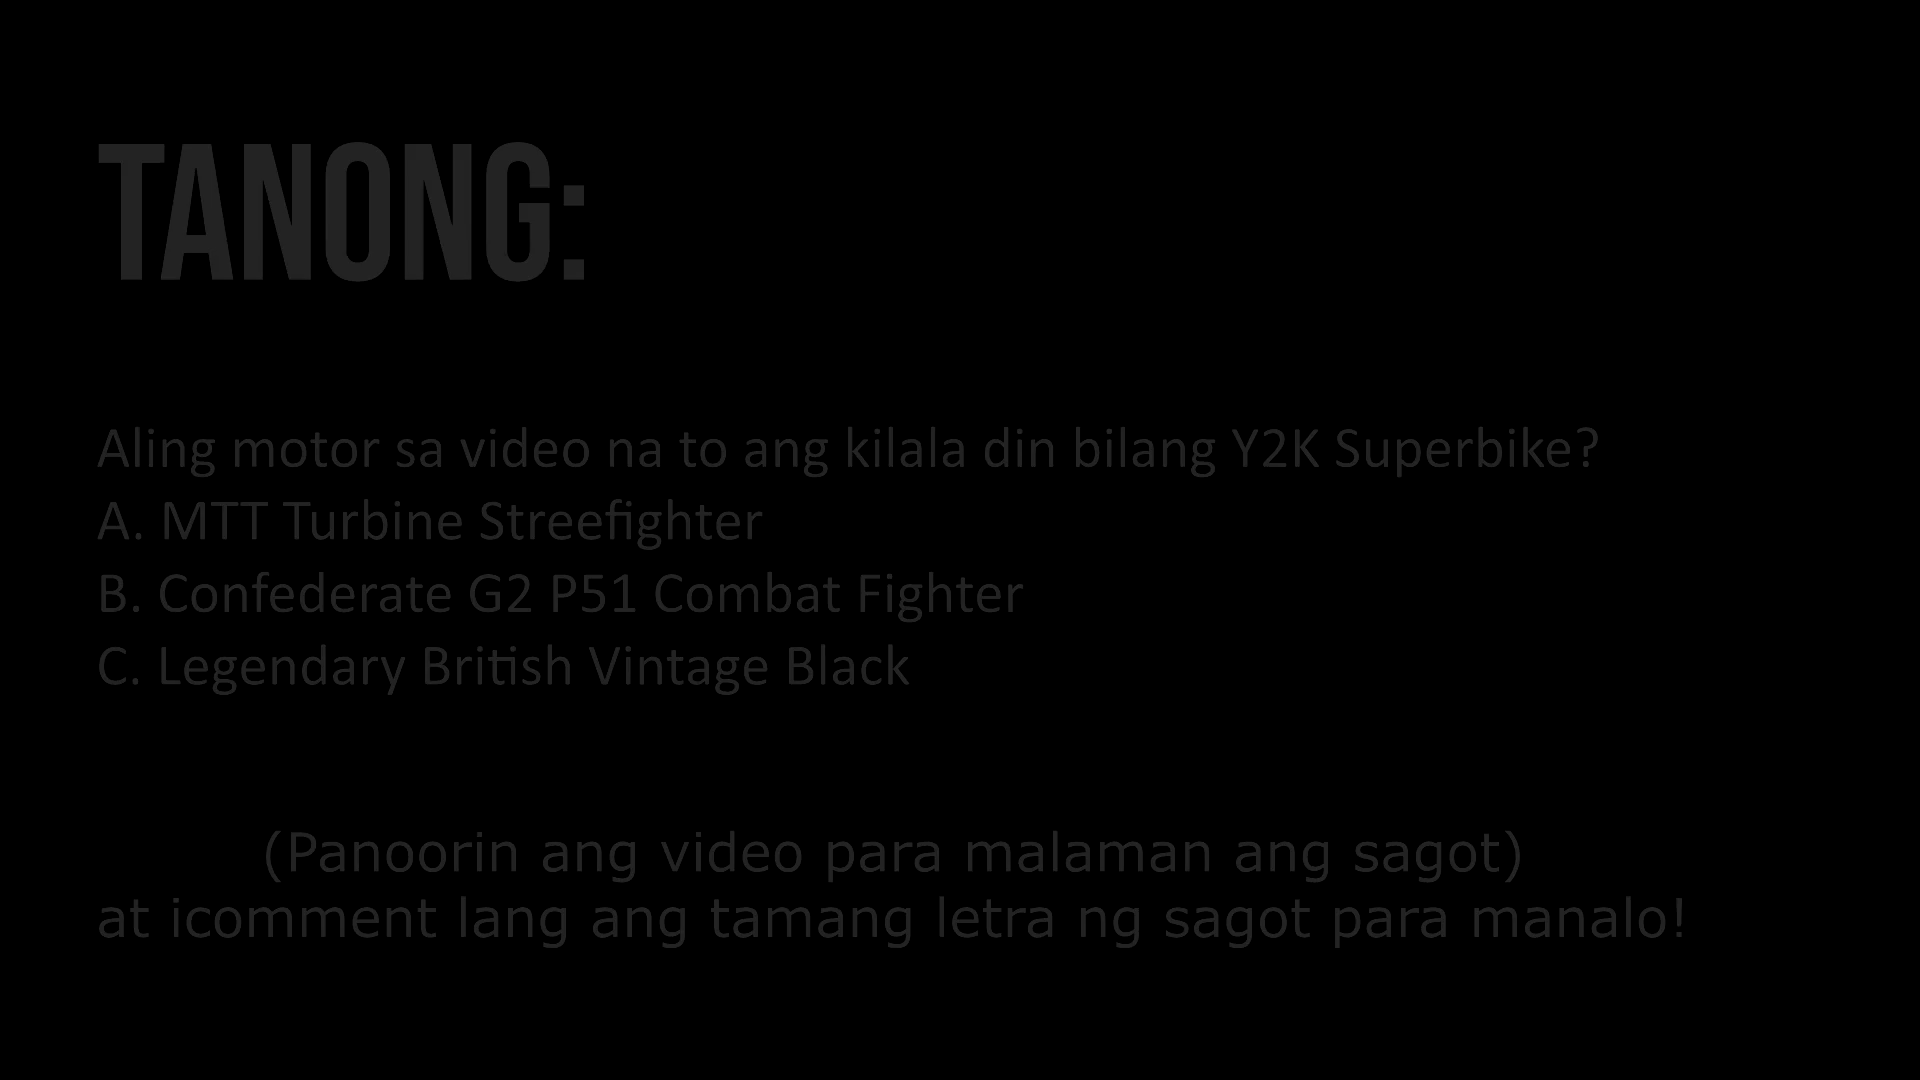 TANONG:
Aling motor sa video na to ang kilala din bilang Y2K Superbike?
A. MTT Turbine Streefighter
B. Confederate G2 P51 Combat Fighter
C. Legendary British Vintage Black
(Panoorin ang video para malaman ang sagot)
at icomment lang ang tamang letra ng sagot para manalo!